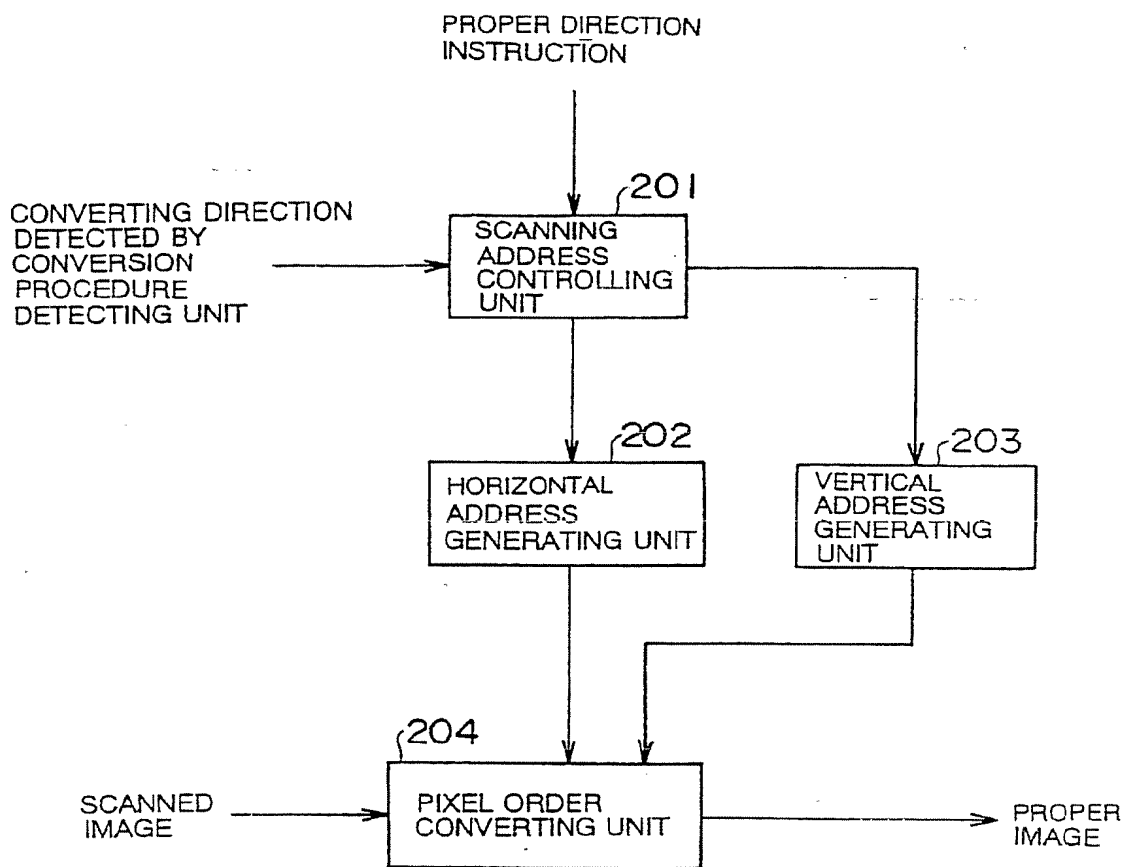 PROPER DIRECTION
INSTRUCTION
201
CONVERTING DIRECTION
DETECTED BY
CONVERSION
PROCEDURE
DETECTING UNIT
SCANNING
ADDRESS
CONTROLLING
UNIT
202
HORIZONTAL
ADDRESS
GENERATING UNIT
203
VERTICAL
ADDRESS
GENERATING
UNIT
204
SCANNED
IMAGE
PIXEL ORDER
CONVERTING UNIT
PROPER
IMAGE